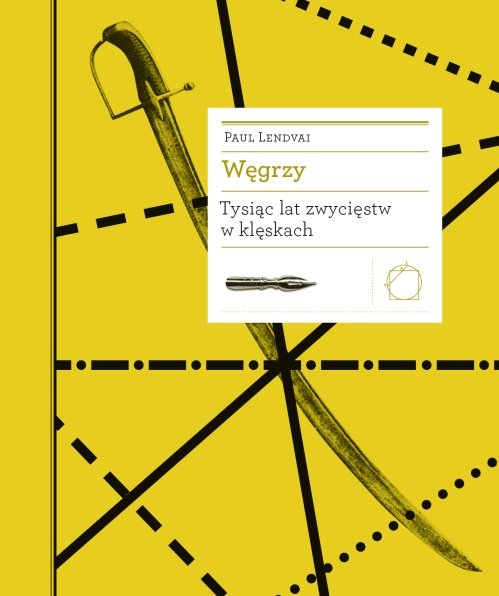 Paul Lendvai
Węgrzy
Tysiąc lat zwycięstw
w klęskach